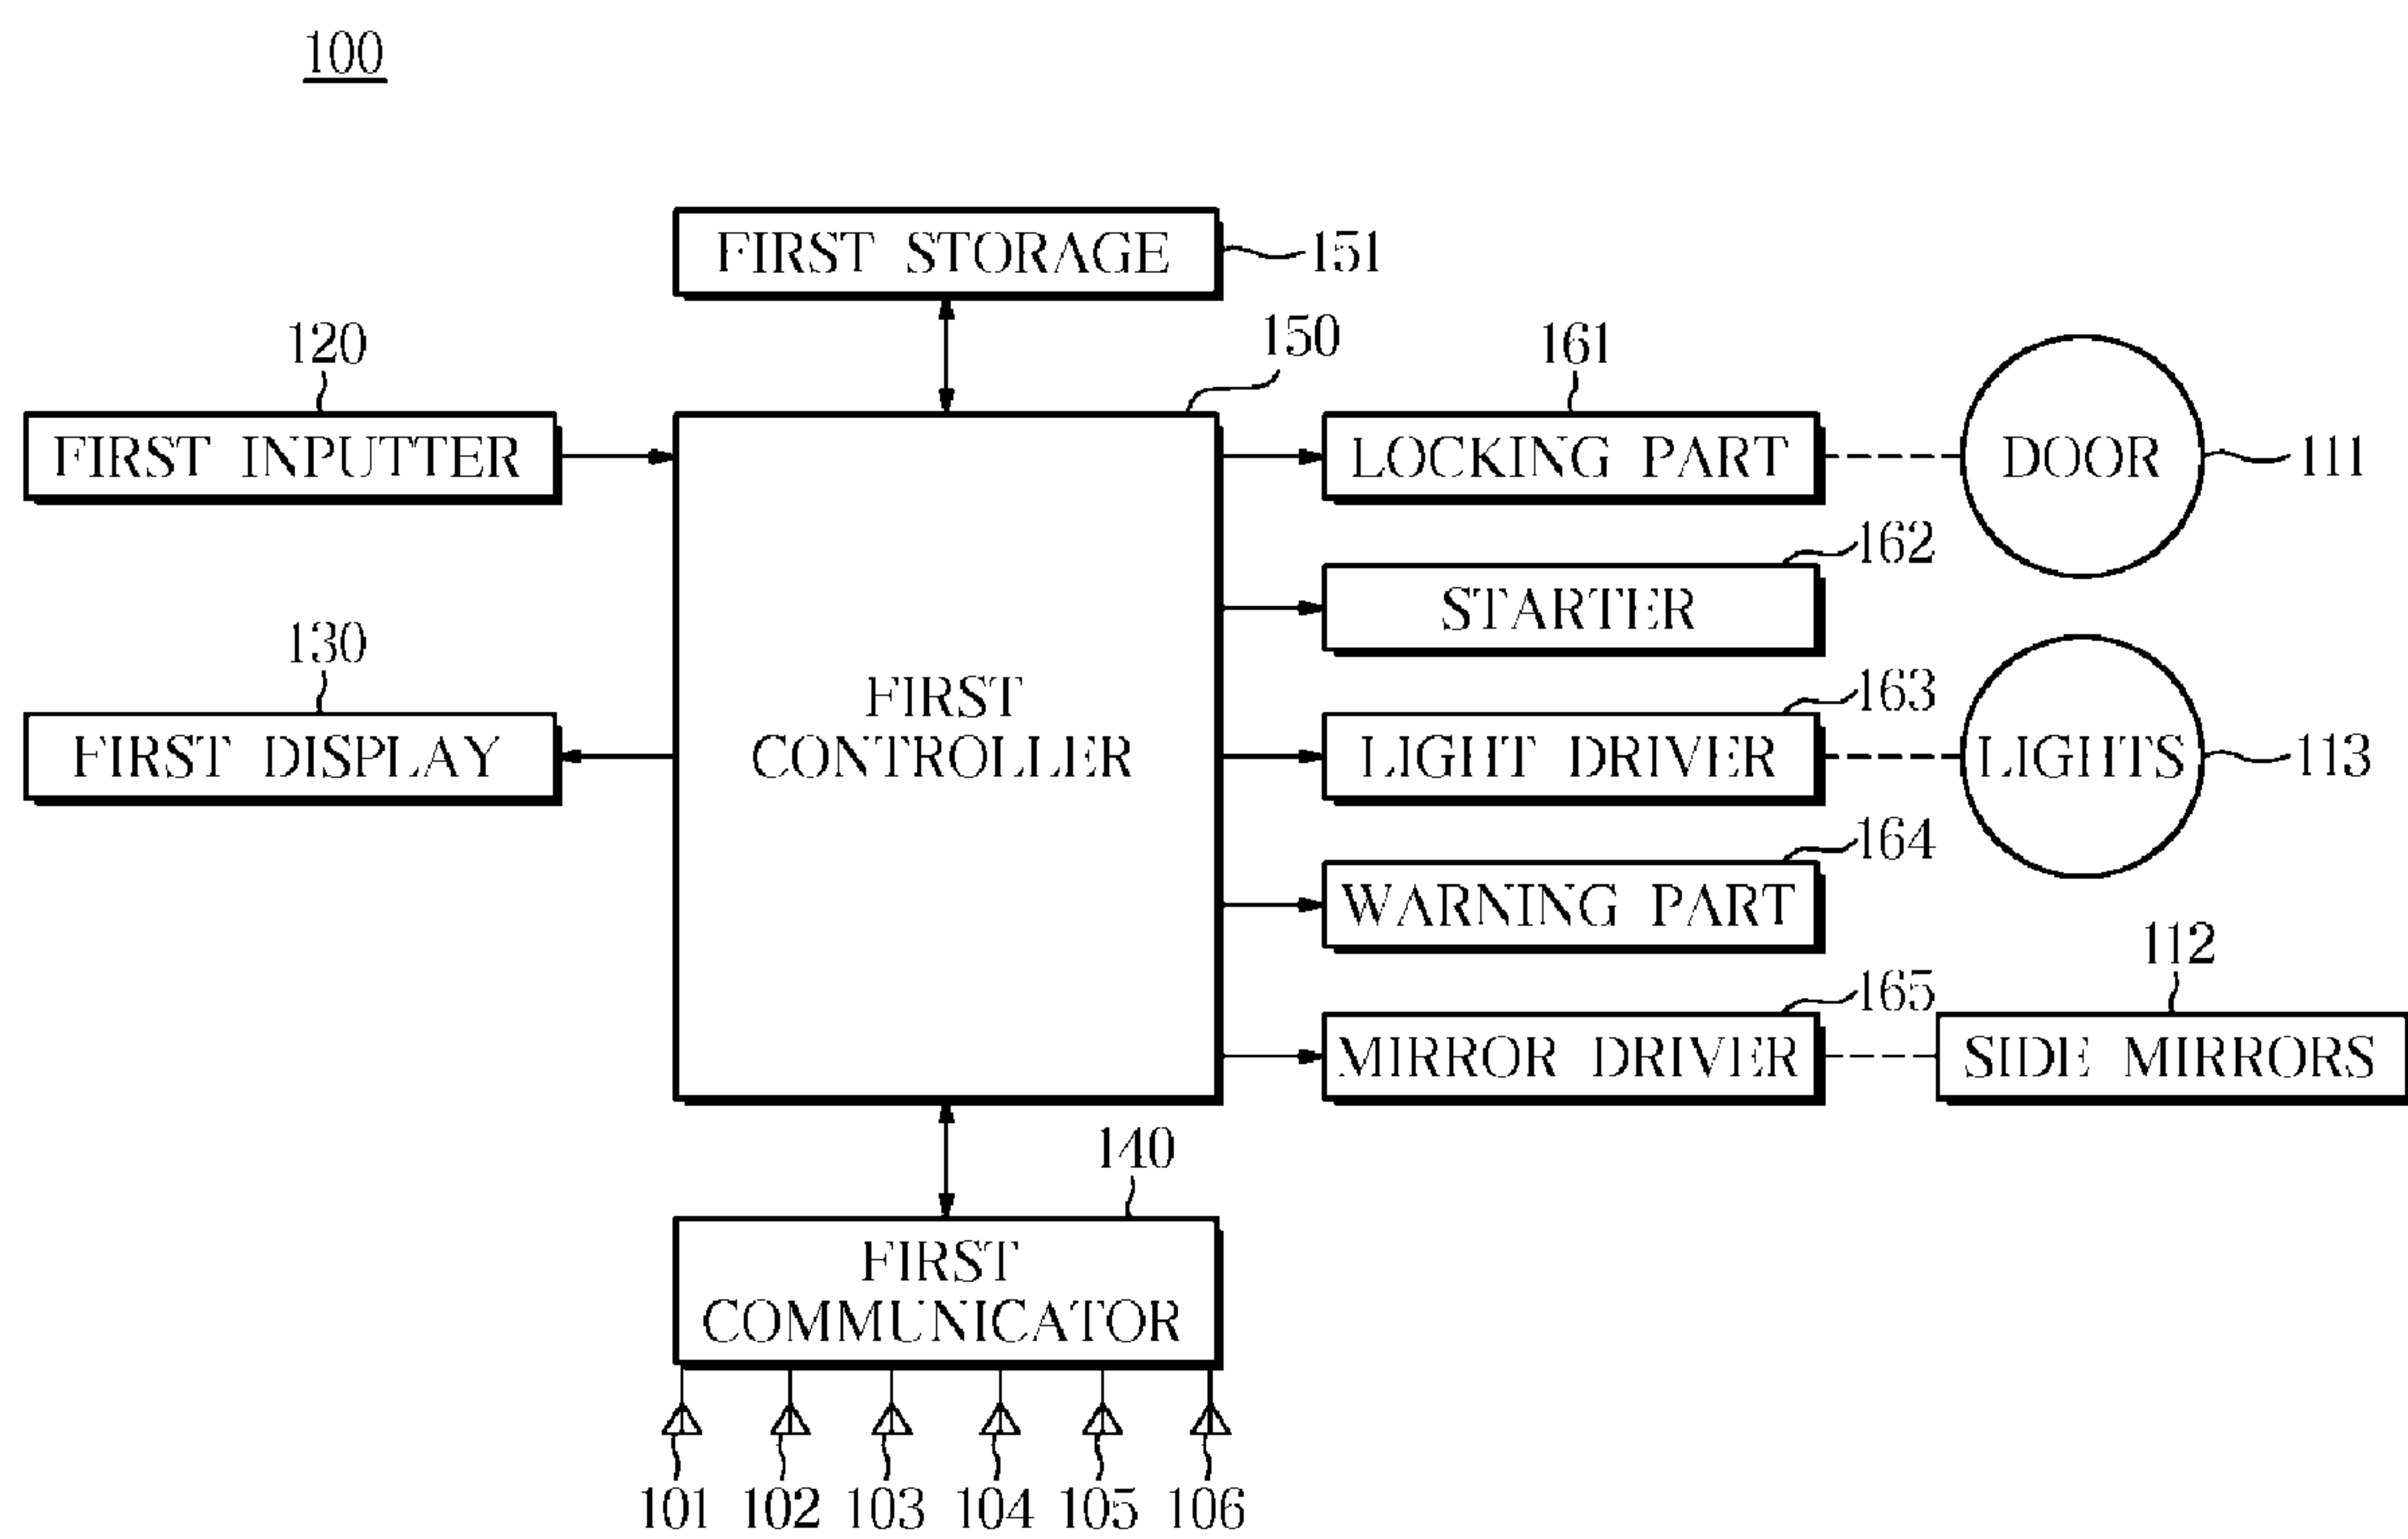 100
FIRST STORAGE
151
120
150
161
FIRST INPUTTER
LOCKING PART
DOOR
111
162
STARTER
130
163
FIRST
CONTROLLER
FIRST DISPLAY
LIGHT DRIVER
LIGHTS
113
164
WARNING PART
112
165
MIRROR DRIVER
SIDE MIRRORS
140
FIRST
COMMUNICATOR
101 102 103 104 105 106